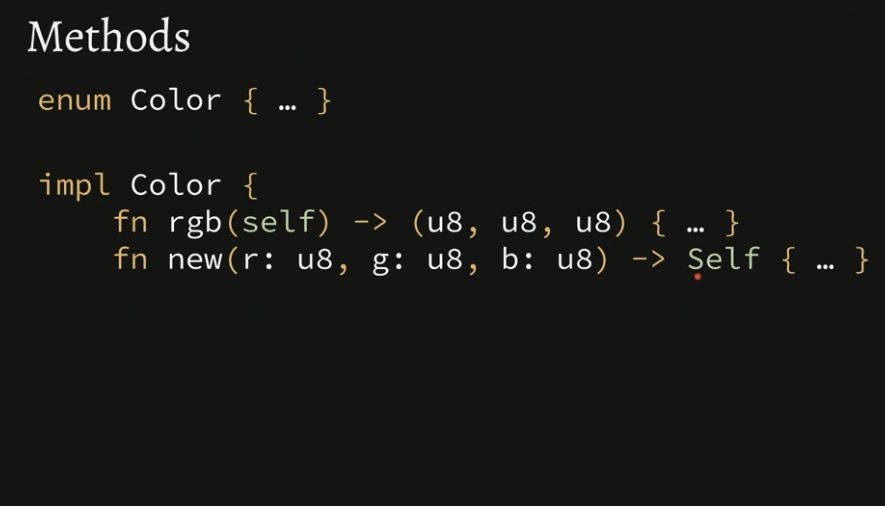 Methods
enum Color { … }
impl Color {
fn rgb(self) -> (u8, u8, u8) { … }
fn new(r: u8, g: u8, b: u8) -> Self { … }